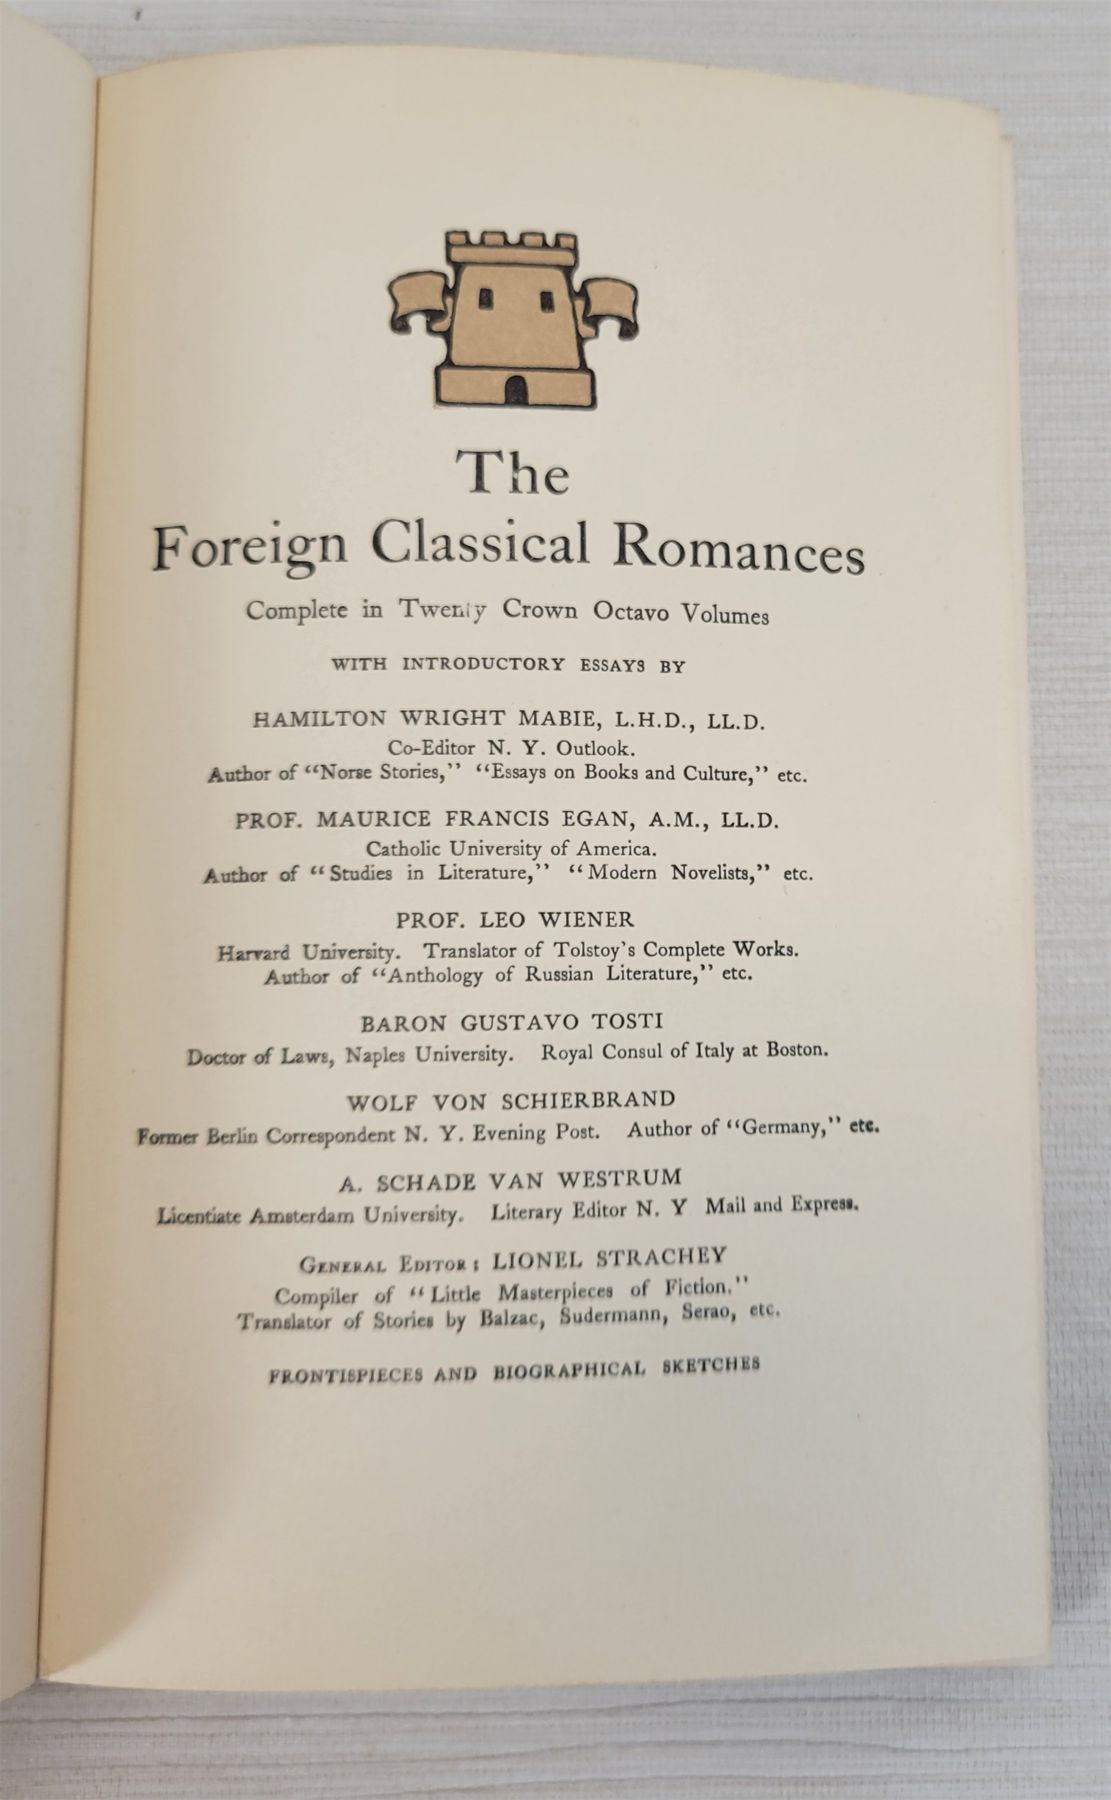 The
Foreign Classical Romances
Complete in Twenty Crown Octavo Volumes
WITH INTRODUCTORY ESSAYS BY
HAMILTON WRIGHT MABIE, L.H.D., LL.D.
Co-Editor N. Y. Outlook.
Author of “Norse Stories,” “Essays on Books and Culture,” etc.
PROF. MAURICE FRANCIS EGAN, A.M., LL.D.
Catholic University of America.
Author of “Studies in Literature,” “Modern Novelists,” etc.
PROF. LEO WIENER
Harvard University. Translator of Tolstoy’s Complete Works.
Author of “Anthology of Russian Literature,” etc.
BARON GUSTAVO TOSTI
Doctor of Laws, Naples University. Royal Consul of Italy at Boston.
WOLF VON SCHIERBRAND
Former Berlin Correspondent N. Y. Evening Post. Author of “Germany,” etc.
A. SCHADE VAN WESTRUM
Licentiate Amsterdam University. Literary Editor N. Y Mail and Express.
GENERAL EDITOR: LIONEL STRACHEY
Compiler of “Little Masterpieces of Fiction.”
Translator of Stories by Balzac, Sudermann, Serao, etc.
FRONTISPIECES AND BIOGRAPHICAL SKETCHES